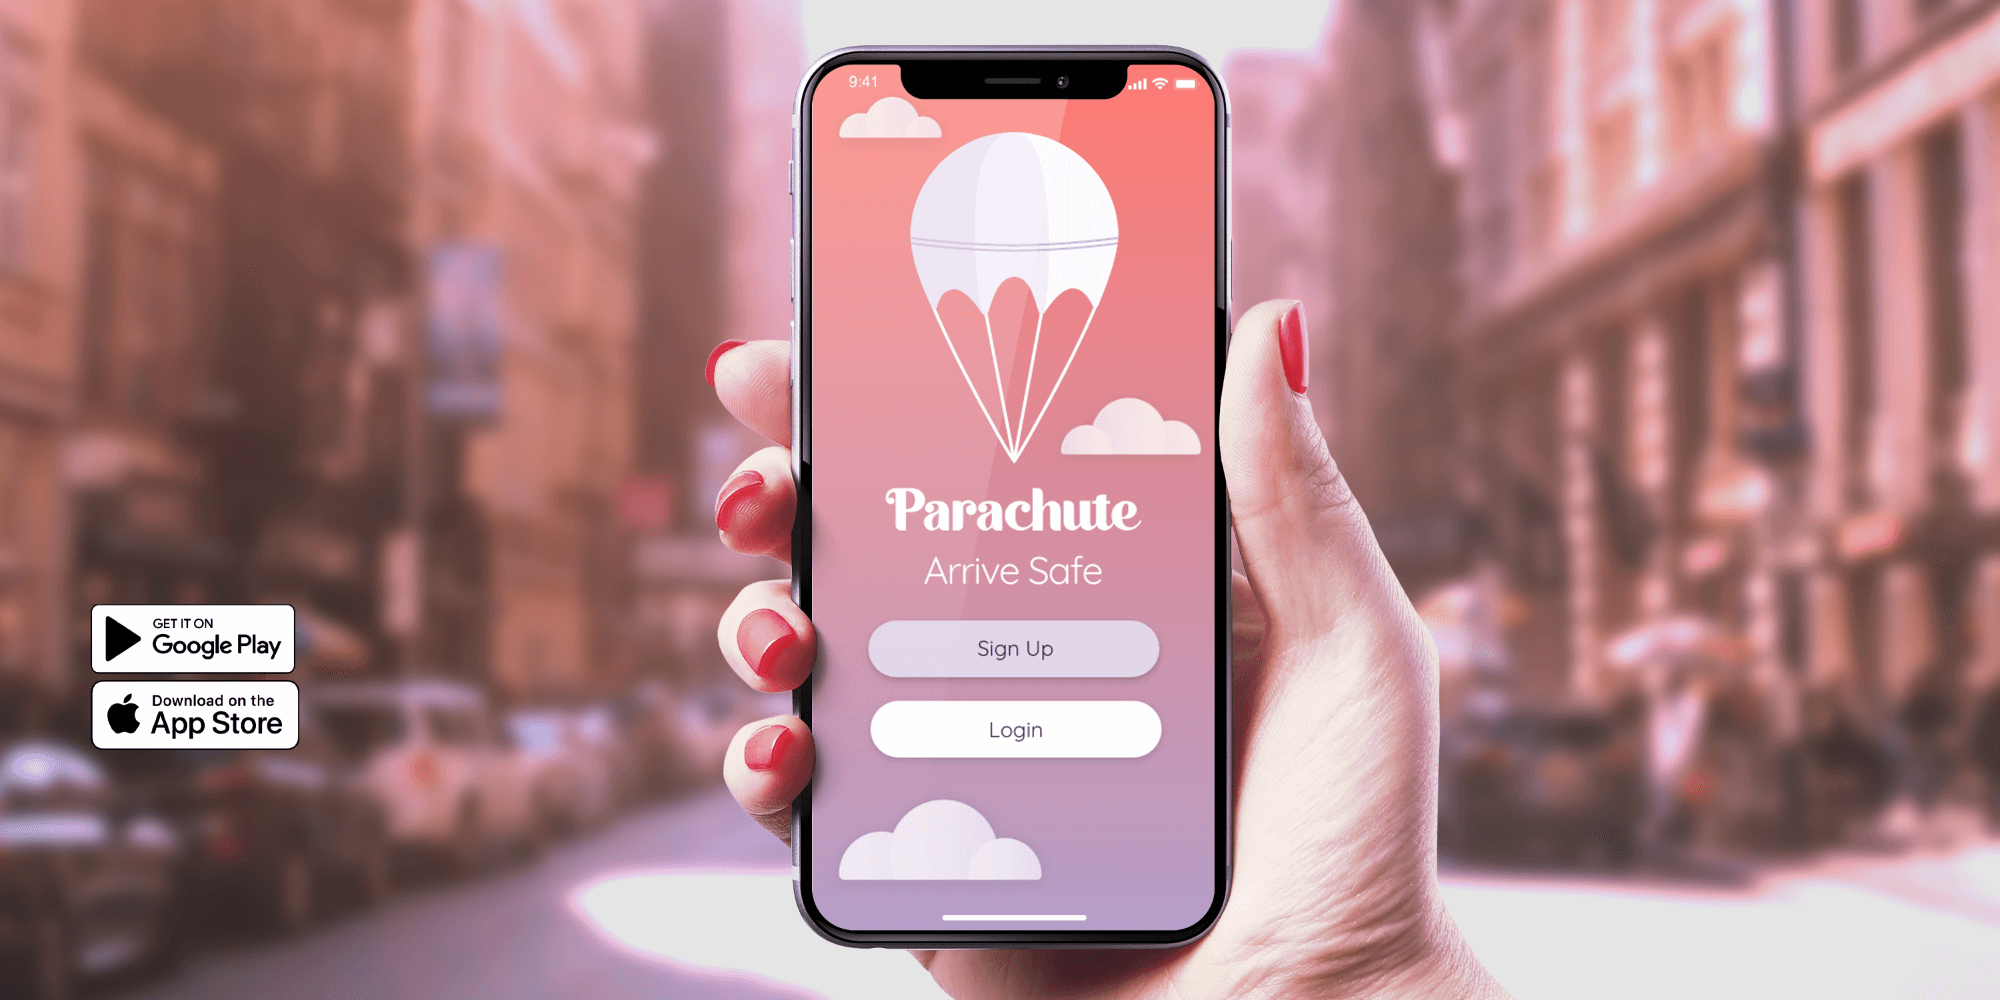 9:41
Parachute
Arrive Safe
Sign Up
Login
GET IT ON
Google Play
Download on the
App Store